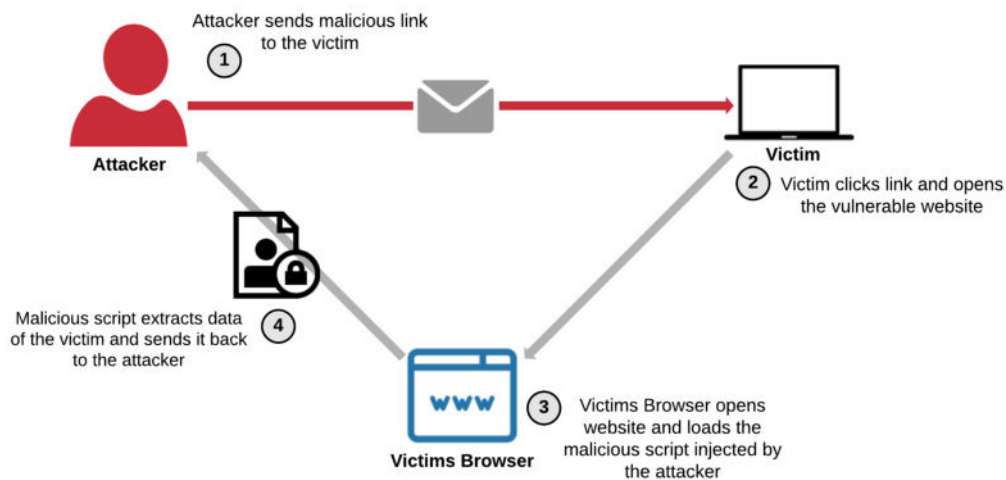 Attacker sends malicious link
to the victim
1
Attacker
Victim
2
Victim clicks link and opens
the vulnerable website
Malicious script extracts data
of the victim and sends it back
to the attacker
4
www
3
Victims Browser opens
website and loads the
malicious script injected by
the attacker
Victims Browser